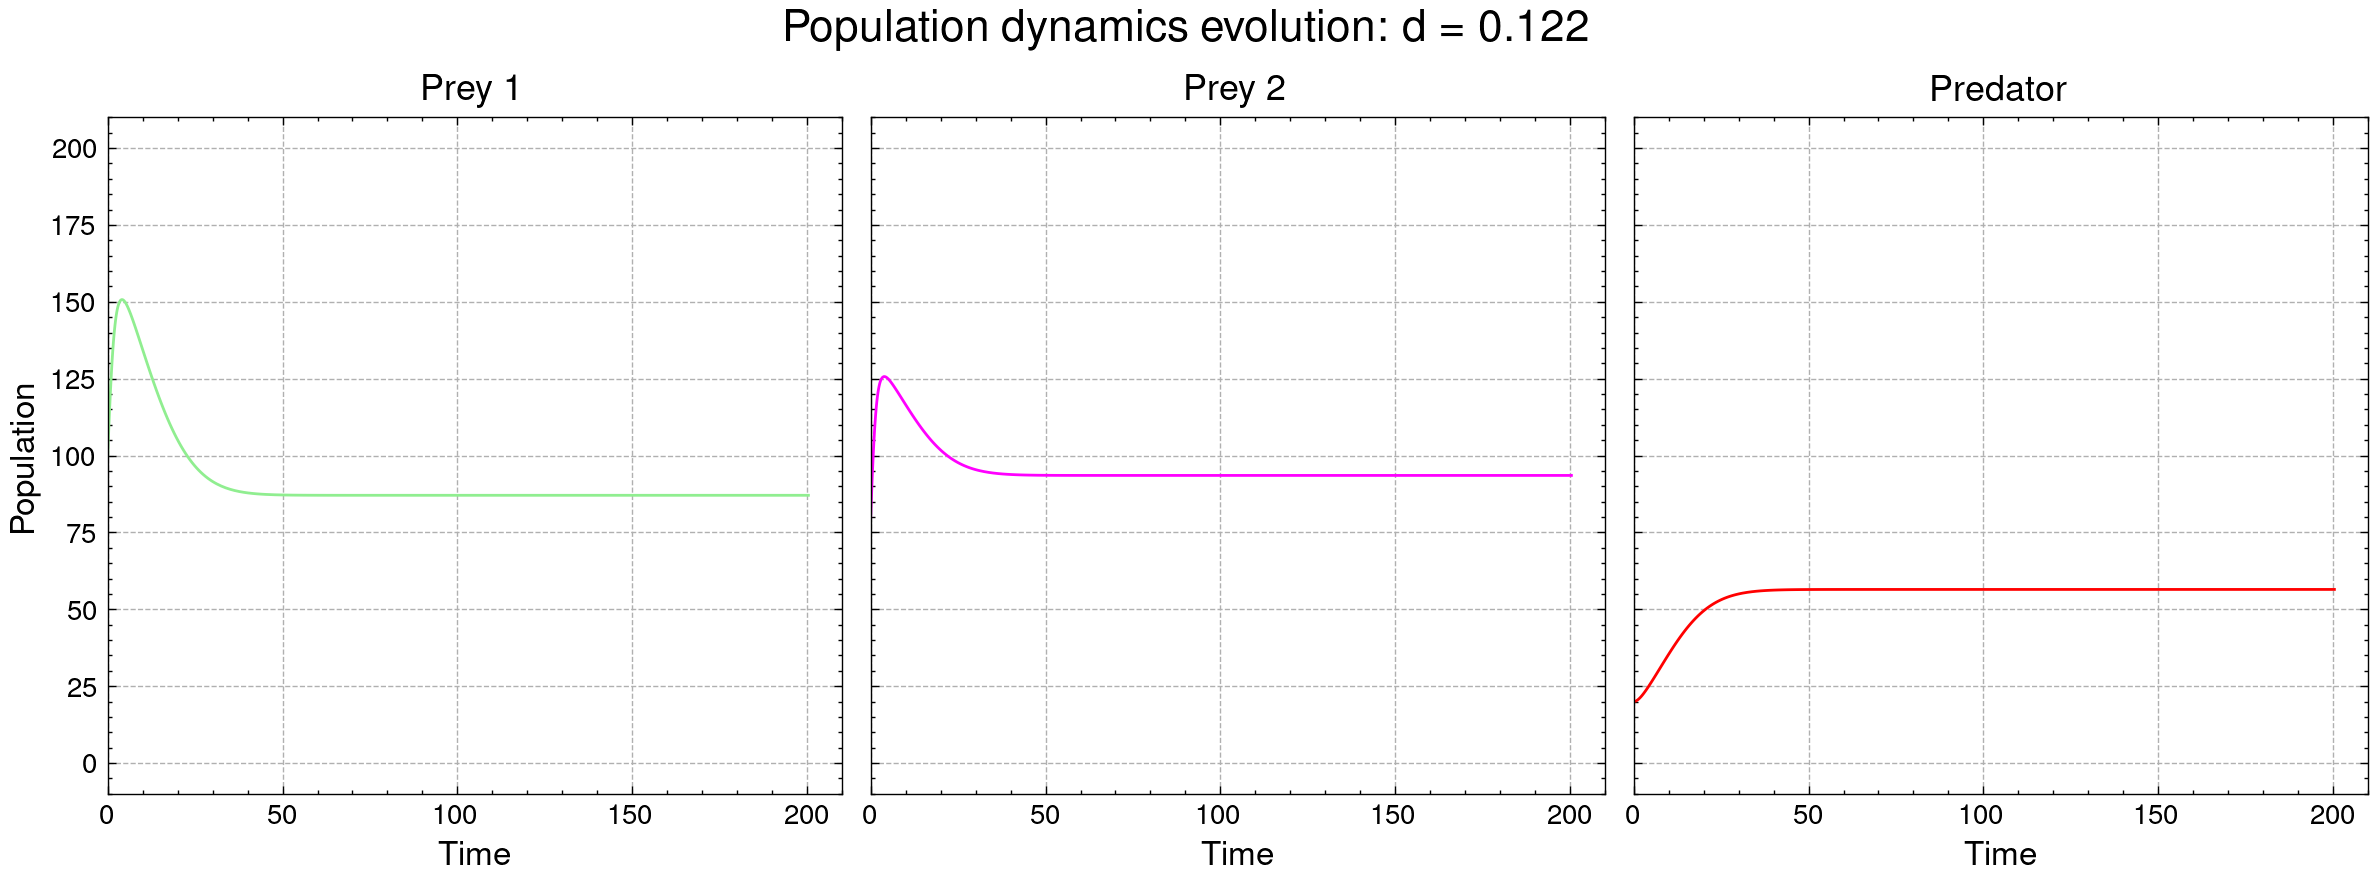 Population dynamics evolution: d = 0.122
Prey 1
Prey 2
Predator
Population
200
175
150
125
100
75
50
25
0
0 50 100 150 200
0 50 100 150 200
0 50 100 150 200
Time
Time
Time